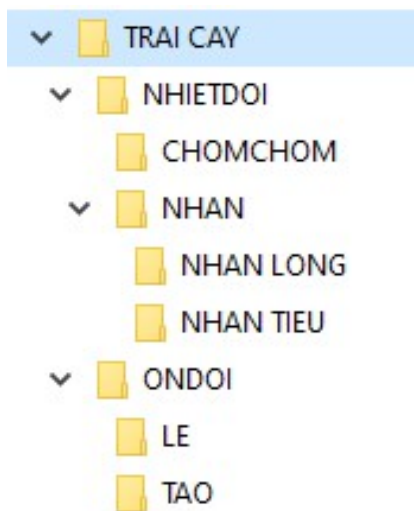 TRAI CAY
NHIETDOI
CHOMCHOM
NHAN
NHAN LONG
NHAN TIEU
ONDOI
LE
TAO